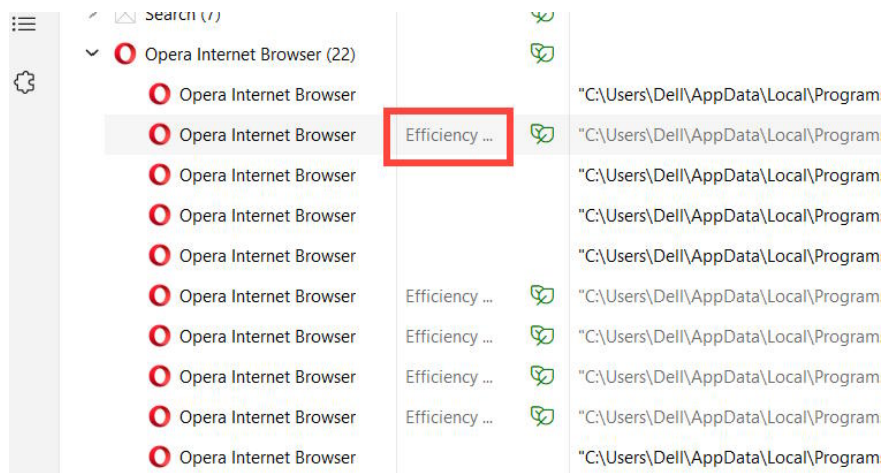 Search (7)
Opera Internet Browser (22)
Opera Internet Browser "C:\Users\Dell\AppData\Local\Program
Opera Internet Browser Efficiency ... "C:\Users\Dell\AppData\Local\Program
Opera Internet Browser "C:\Users\Dell\AppData\Local\Program
Opera Internet Browser "C:\Users\Dell\AppData\Local\Program
Opera Internet Browser "C:\Users\Dell\AppData\Local\Program
Opera Internet Browser Efficiency ... "C:\Users\Dell\AppData\Local\Program
Opera Internet Browser Efficiency ... "C:\Users\Dell\AppData\Local\Program
Opera Internet Browser Efficiency ... "C:\Users\Dell\AppData\Local\Program
Opera Internet Browser Efficiency ... "C:\Users\Dell\AppData\Local\Program
Opera Internet Browser "C:\Users\Dell\AppData\Local\Program